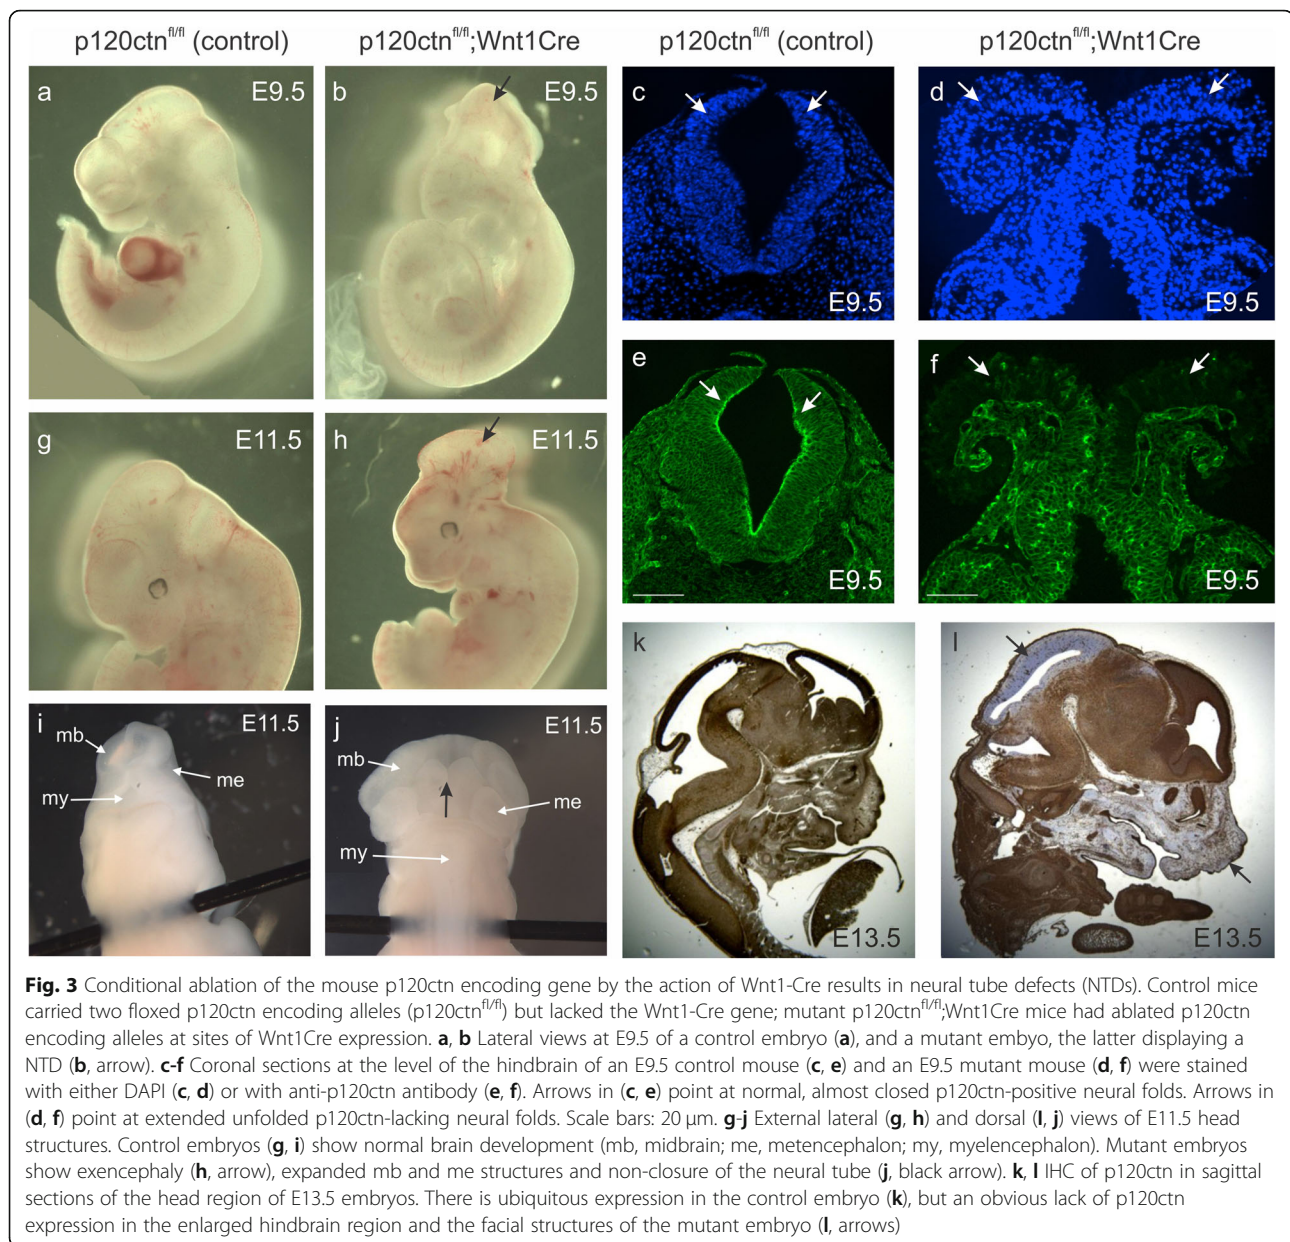 p120ctn^fl/fl (control)
p120ctn^fl/fl;Wnt1Cre
p120ctn^fl/fl (control)
p120ctn^fl/fl;Wnt1Cre
a E9.5
b E9.5
c E9.5
d E9.5
e E9.5
f E9.5
g E11.5
h E11.5
i E11.5
mb
me
my
j E11.5
mb
me
my
k E13.5
l E13.5
Fig. 3 Conditional ablation of the mouse p120ctn encoding gene by the action of Wnt1-Cre results in neural tube defects (NTDs). Control mice
carried two floxed p120ctn encoding alleles (p120ctn^fl/fl) but lacked the Wnt1-Cre gene; mutant p120ctn^fl/fl;Wnt1Cre mice had ablated p120ctn
encoding alleles at sites of Wnt1Cre expression. a, b Lateral views at E9.5 of a control embryo (a), and a mutant embyo, the latter displaying a
NTD (b, arrow). c-f Coronal sections at the level of the hindbrain of an E9.5 control mouse (c, e) and an E9.5 mutant mouse (d, f) were stained
with either DAPI (c, d) or with anti-p120ctn antibody (e, f). Arrows in (c, e) point at normal, almost closed p120ctn-positive neural folds. Arrows in
(d, f) point at extended unfolded p120ctn-lacking neural folds. Scale bars: 20 μm. g-j External lateral (g, h) and dorsal (I, j) views of E11.5 head
structures. Control embryos (g, i) show normal brain development (mb, midbrain; me, metencephalon; my, myelencephalon). Mutant embryos
show exencephaly (h, arrow), expanded mb and me structures and non-closure of the neural tube (j, black arrow). k, l IHC of p120ctn in sagittal
sections of the head region of E13.5 embryos. There is ubiquitous expression in the control embryo (k), but an obvious lack of p120ctn
expression in the enlarged hindbrain region and the facial structures of the mutant embryo (l, arrows)